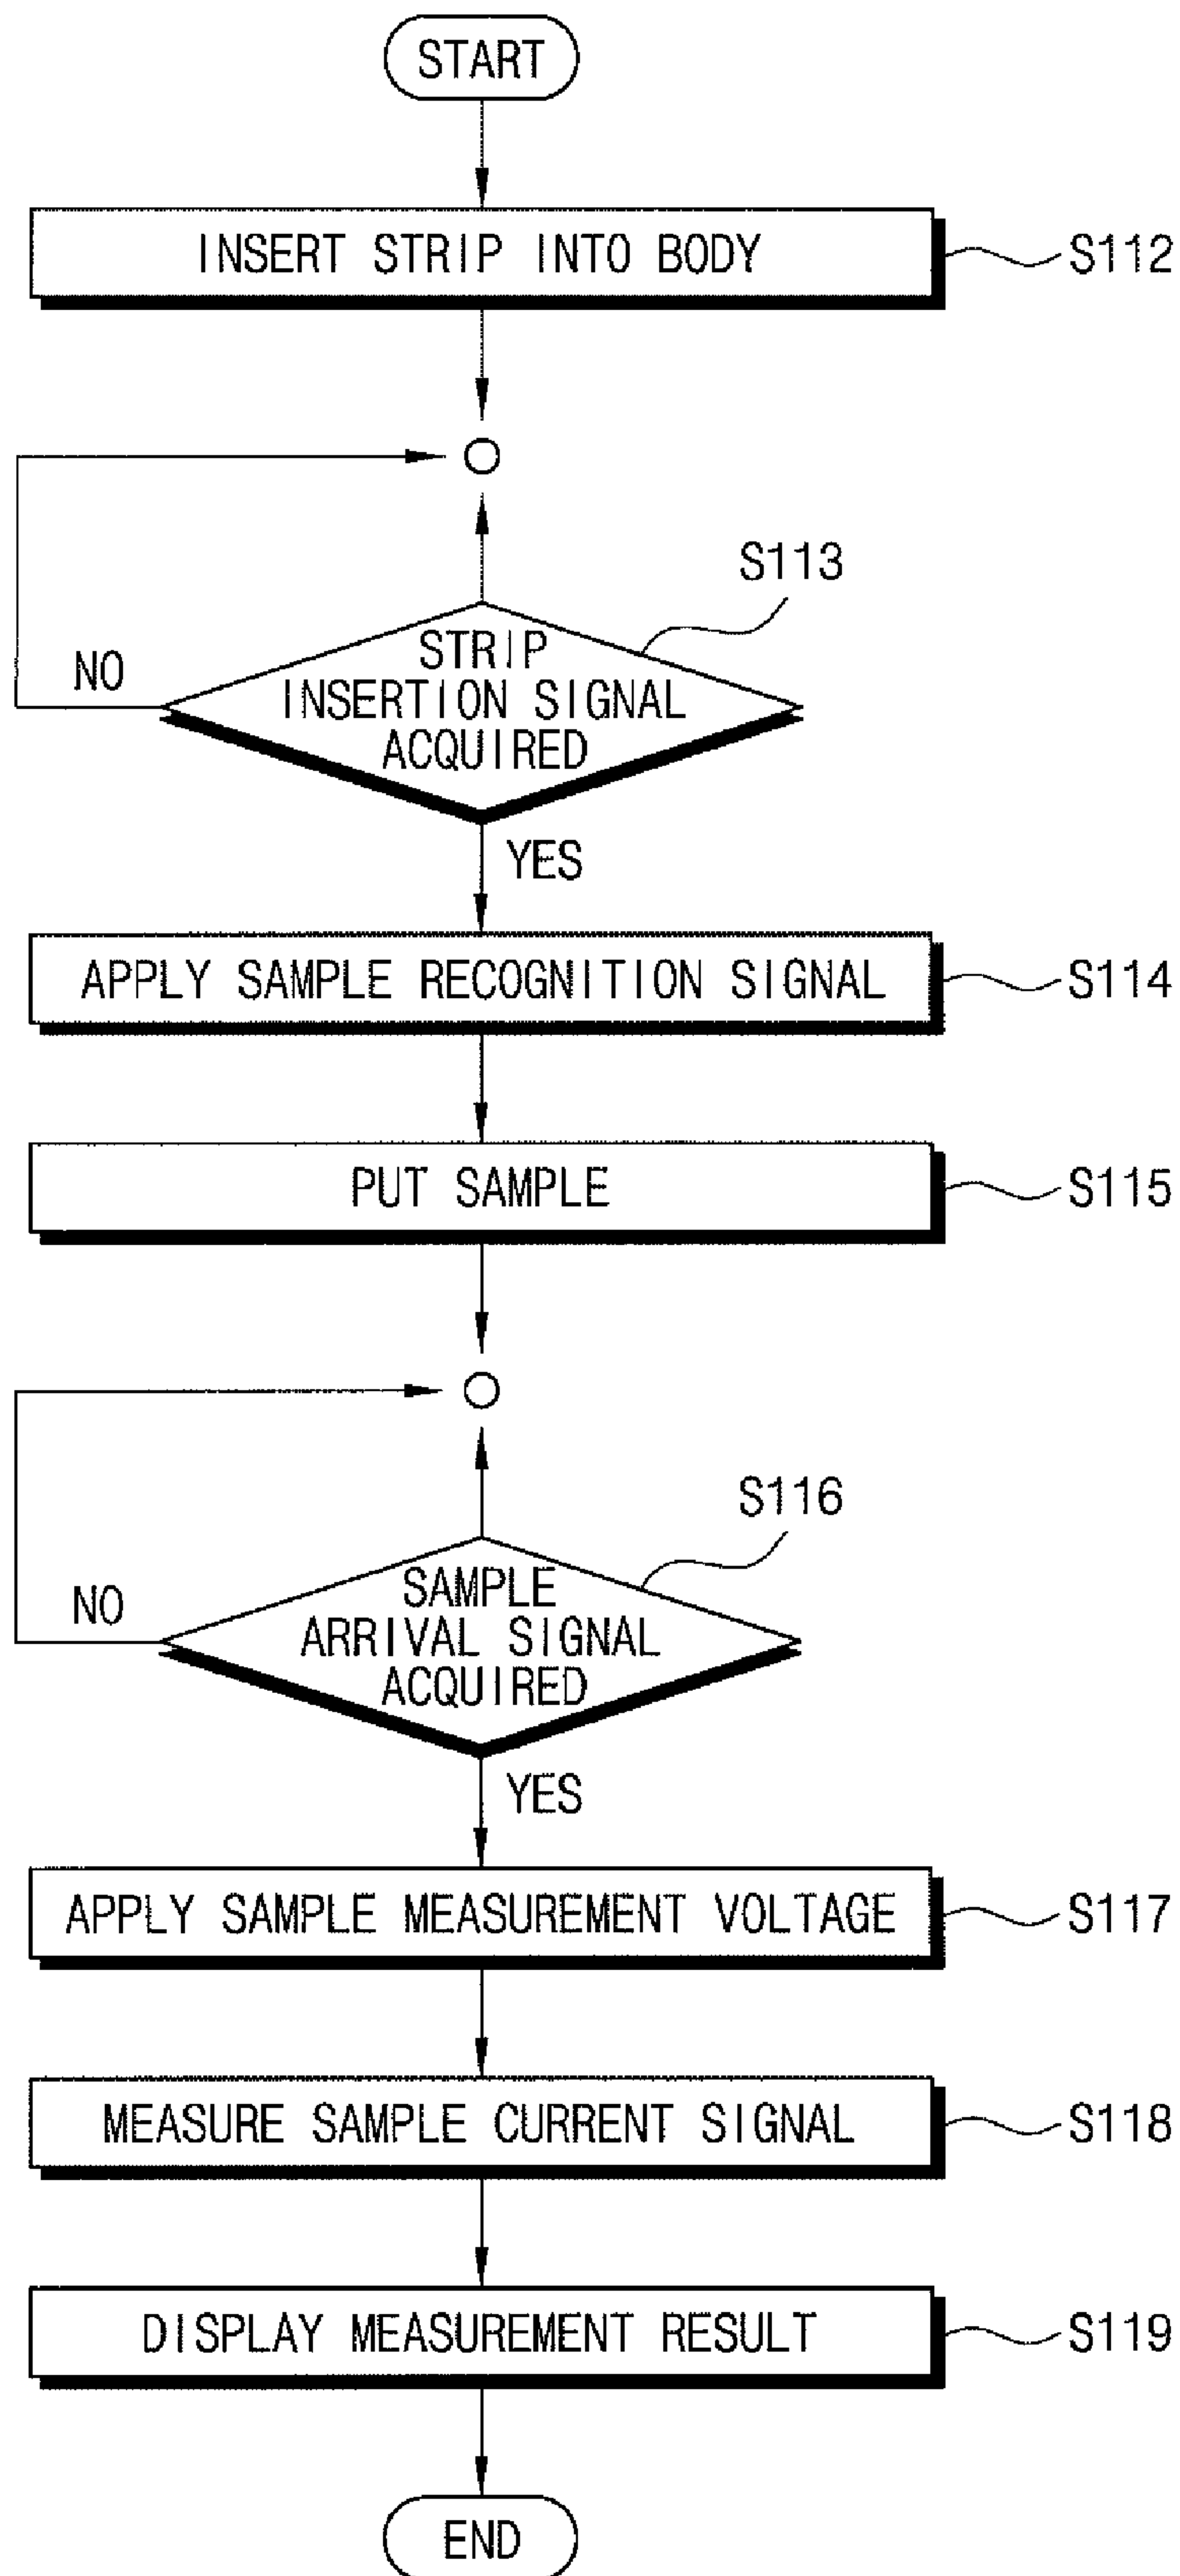 START
INSERT STRIP INTO BODY
S112
S113
STRIP
INSERTION SIGNAL
ACQUIRED
NO
YES
APPLY SAMPLE RECOGNITION SIGNAL
S114
PUT SAMPLE
S115
S116
SAMPLE
ARRIVAL SIGNAL
ACQUIRED
NO
YES
APPLY SAMPLE MEASUREMENT VOLTAGE
S117
MEASURE SAMPLE CURRENT SIGNAL
S118
DISPLAY MEASUREMENT RESULT
S119
END